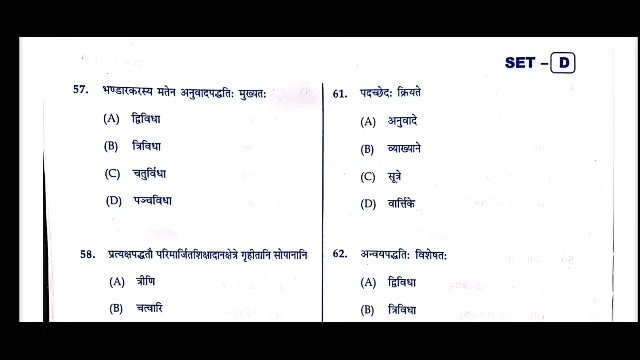 SET – D
57. भण्डारकरस्य मतेन अनुवादपद्धतिः मुख्यतः
(A) द्विविधा
(B) त्रिविधा
(C) चतुर्विधा
(D) पञ्चविधा
58. प्रत्यक्षपद्धतौ परिमार्जितशिक्षादानक्षेत्रे गृहीतानि सोपानानि
(A) त्रीणि
(B) चत्वारि
61. पदच्छेदः क्रियते
(A) अनुवादे
(B) व्याख्याने
(C) सूत्रे
(D) वार्त्तिके
62. अन्वयपद्धतिः विशेषतः
(A) द्विविधा
(B) त्रिविधा